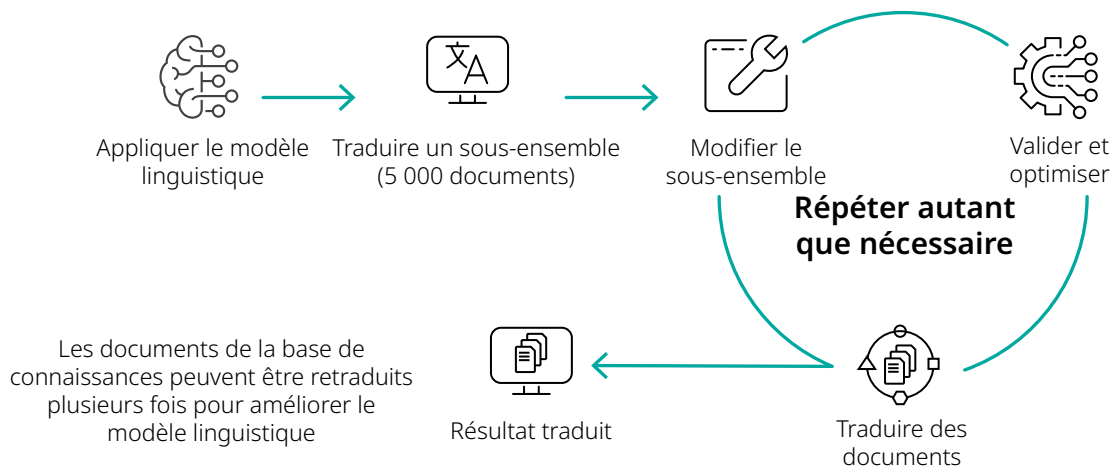 Appliquer le modèle
linguistique
Traduire un sous-ensemble
(5 000 documents)
Modifier le
sous-ensemble
Valider et
optimiser
Répéter autant
que nécessaire
Les documents de la base de
connaissances peuvent être retraduits
plusieurs fois pour améliorer le
modèle linguistique
Résultat traduit
Traduire des
documents
文A